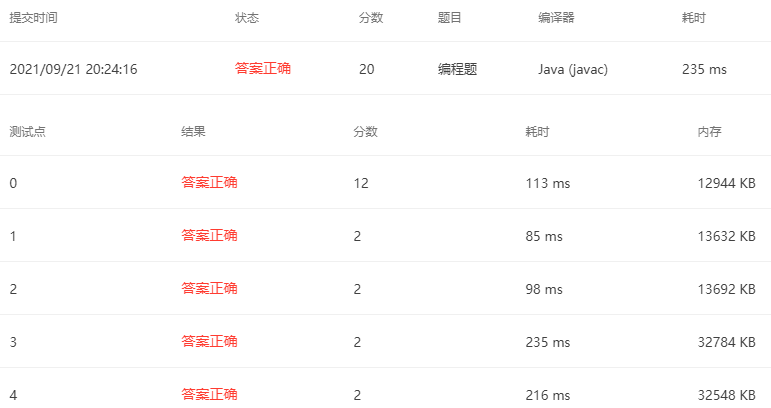 提交时间 状态 分数 题目 编译器 耗时
2021/09/21 20:24:16 答案正确 20 编程题 Java (javac) 235 ms
测试点 结果 分数 耗时 内存
0 答案正确 12 113 ms 12944 KB
1 答案正确 2 85 ms 13632 KB
2 答案正确 2 98 ms 13692 KB
3 答案正确 2 235 ms 32784 KB
4 答案正确 2 216 ms 32548 KB